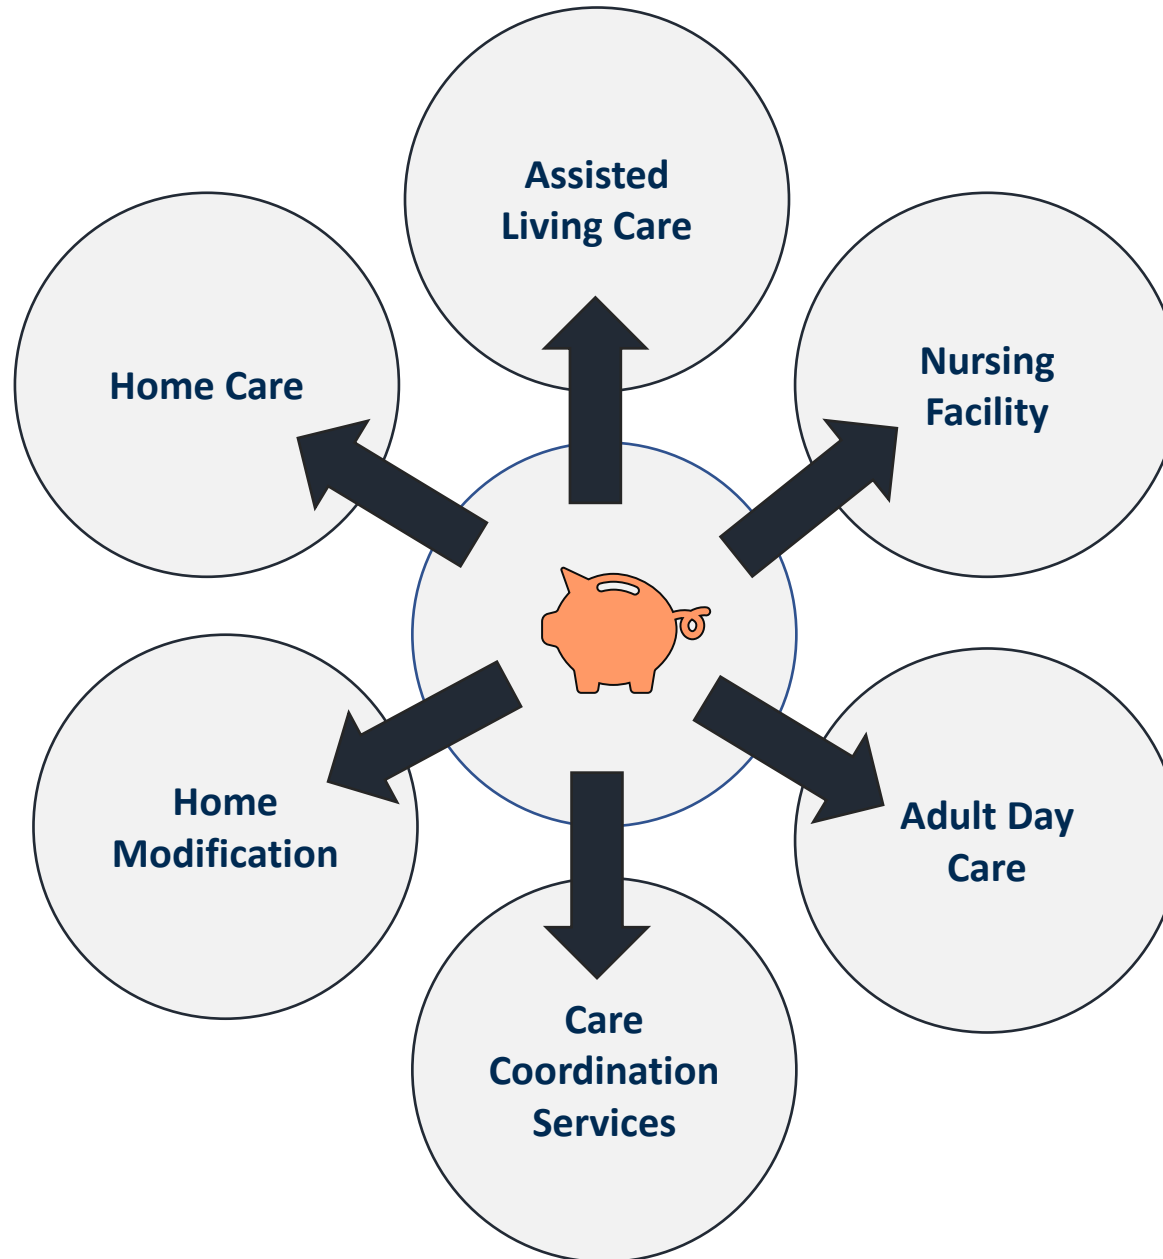 Assisted
Living Care
Home Care
Nursing
Facility
Home
Modification
Adult Day
Care
Care
Coordination
Services